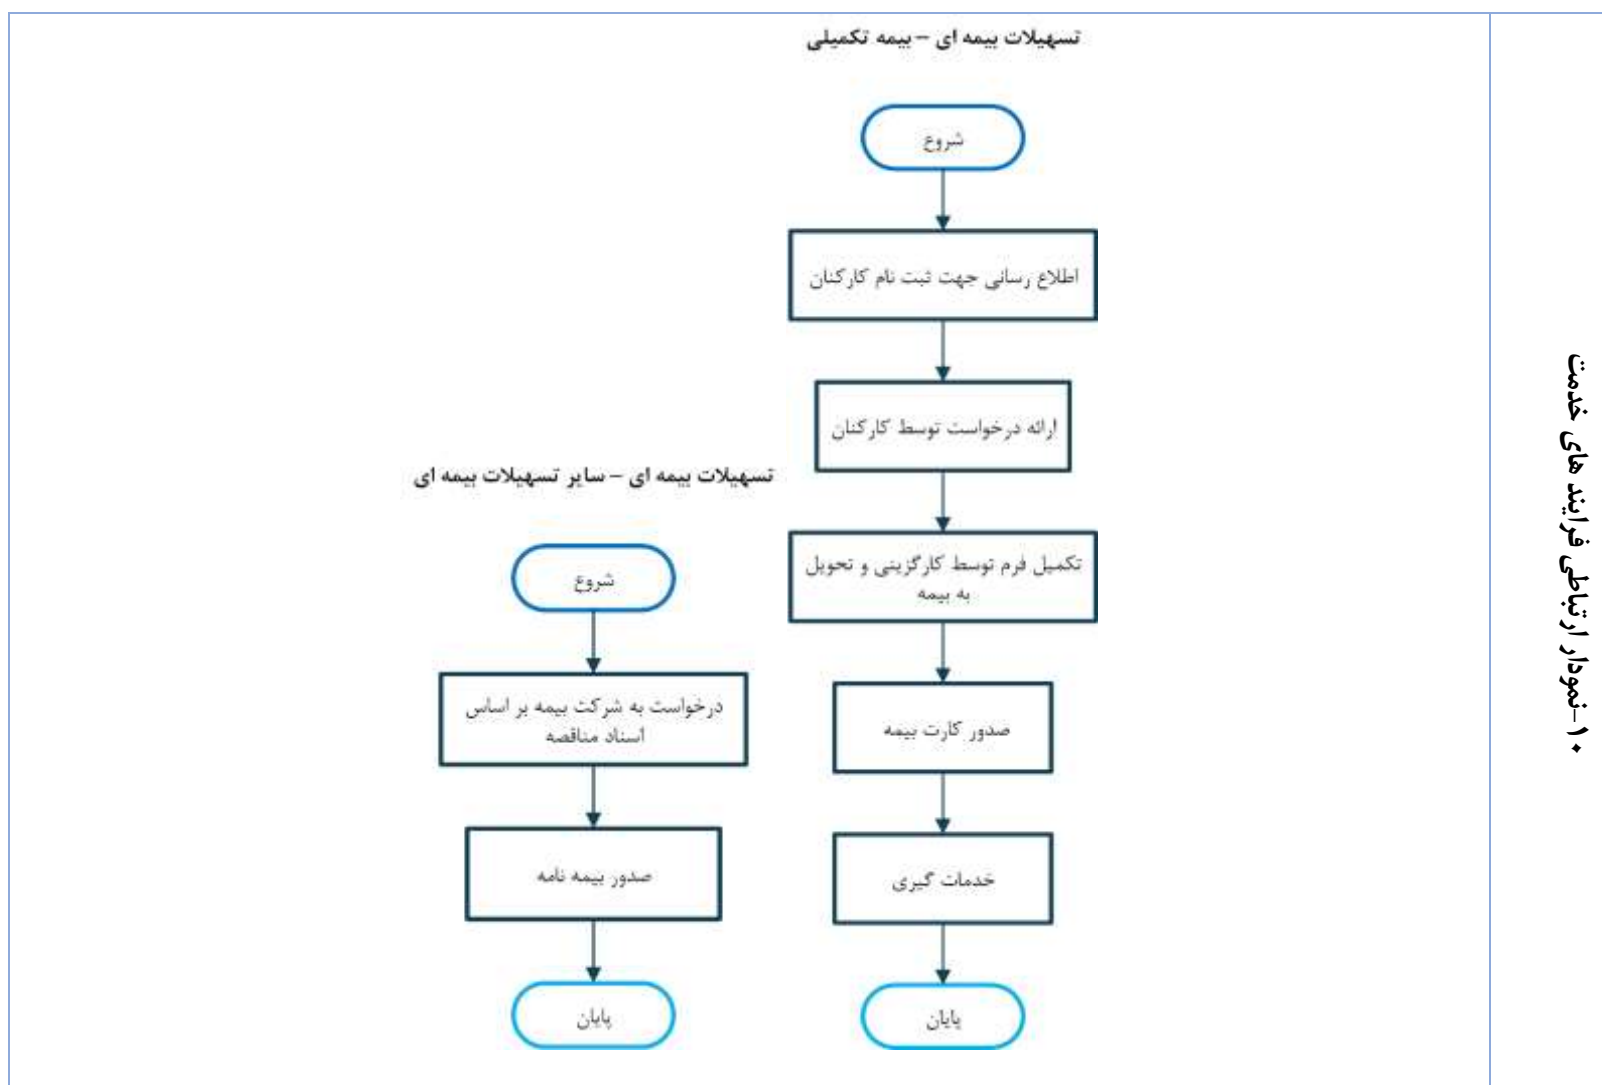 ۱۰-نمودار ارتباطی فرایند های خدمت
تسهیلات بیمه ای – بیمه تکمیلی
شروع
اطلاع رسانی جهت ثبت نام کارکنان
ارائه درخواست توسط کارکنان
تکمیل فرم توسط کارگزینی و تحویل
به بیمه
صدور کارت بیمه
خدمات گیری
پایان
تسهیلات بیمه ای – سایر تسهیلات بیمه ای
شروع
درخواست به شرکت بیمه بر اساس
اسناد مناقصه
صدور بیمه نامه
پایان